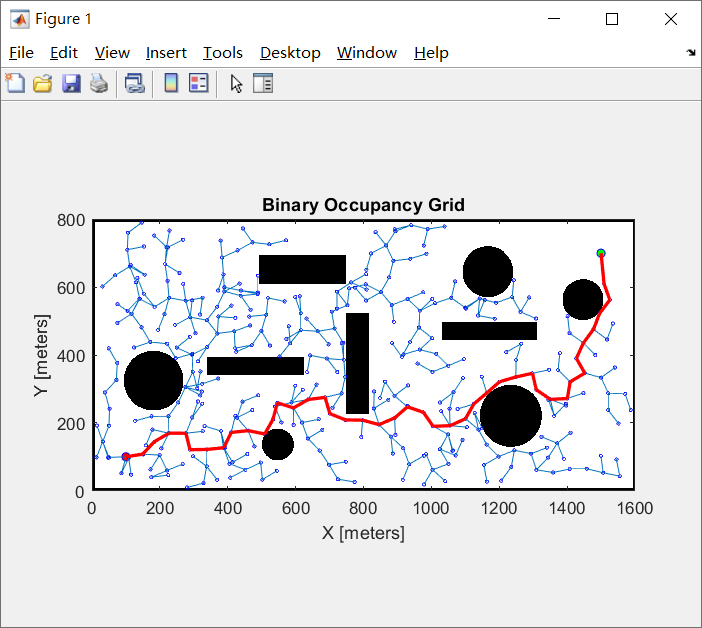 Figure 1
File Edit View Insert Tools Desktop Window Help
Binary Occupancy Grid
800
600
400
200
0
Y [meters]
0 200 400 600 800 1000 1200 1400 1600
X [meters]